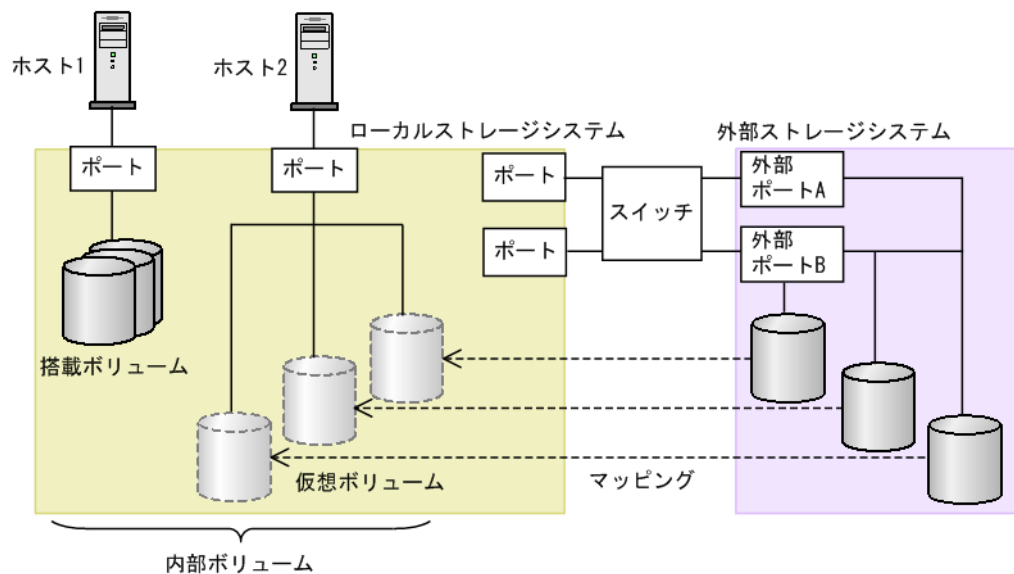 ホスト1
ホスト2
ローカルストレージシステム
外部ストレージシステム
ポート
ポート
ポート
スイッチ
外部
ポートA
ポート
外部
ポートB
搭載ボリューム
仮想ボリューム
マッピング
内部ボリューム